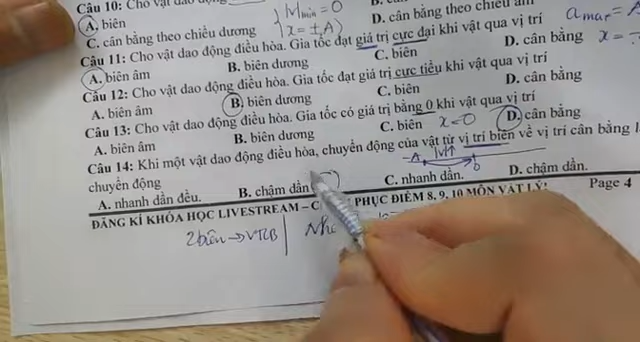 Câu 10: Cho vật dao
A. biên
|M min = 0
x = ± A
D. cân bằng theo chiều âm
C. cân bằng theo chiều dương
a max =
Câu 11: Cho vật dao động điều hòa. Gia tốc đạt giá trị cực đại khi vật qua vị trí
A. biên âm B. biên dương C. biên D. cân bằng
x =
Câu 12: Cho vật dao động điều hòa. Gia tốc đạt giá trị cực tiểu khi vật qua vị trí
A. biên âm B. biên dương C. biên D. cân bằng
Câu 13: Cho vật dao động điều hòa. Gia tốc có giá trị bằng 0 khi vật qua vị trí
A. biên âm B. biên dương C. biên x=0 D. cân bằng
Câu 14: Khi một vật dao động điều hòa, chuyển động của vật từ vị trí biên về vị trí cân bằng l
chuyển động
-A |v|↑ 0
A. nhanh dần đều. B. chậm dần C. nhanh dần. D. chậm dần.
ĐĂNG KÍ KHÓA HỌC LIVESTREAM – C PHỤC ĐIỂM 8, 9, 10 MÔN VẬT LÝ! Page 4
2 biên → VTCB | Nh